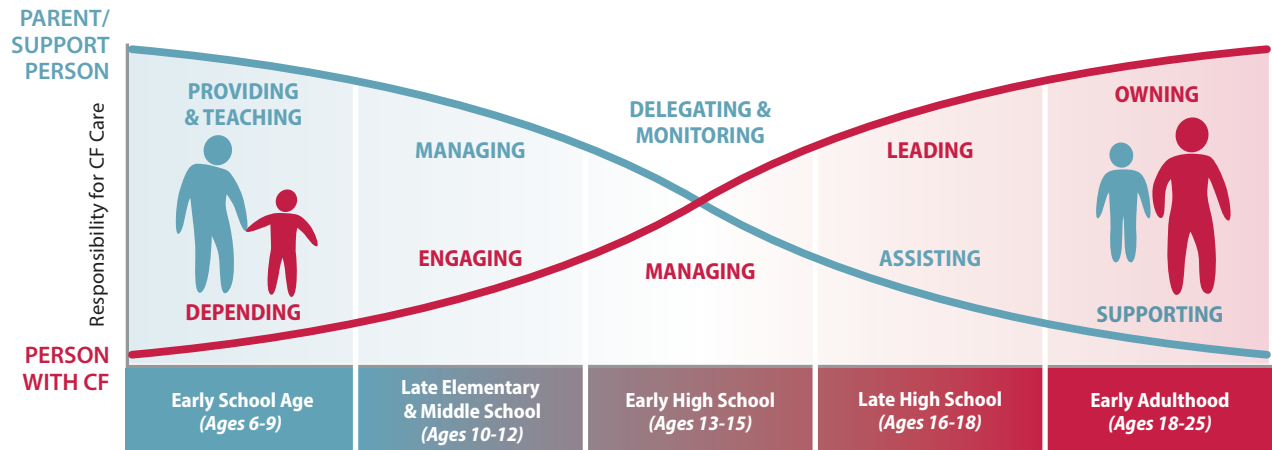 PARENT/
SUPPORT
PERSON
Responsibility for CF Care
PERSON
WITH CF
PROVIDING
& TEACHING
DEPENDING
MANAGING
ENGAGING
DELEGATING &
MONITORING
MANAGING
LEADING
ASSISTING
OWNING
SUPPORTING
Early School Age
(Ages 6-9)
Late Elementary
& Middle School
(Ages 10-12)
Early High School
(Ages 13-15)
Late High School
(Ages 16-18)
Early Adulthood
(Ages 18-25)